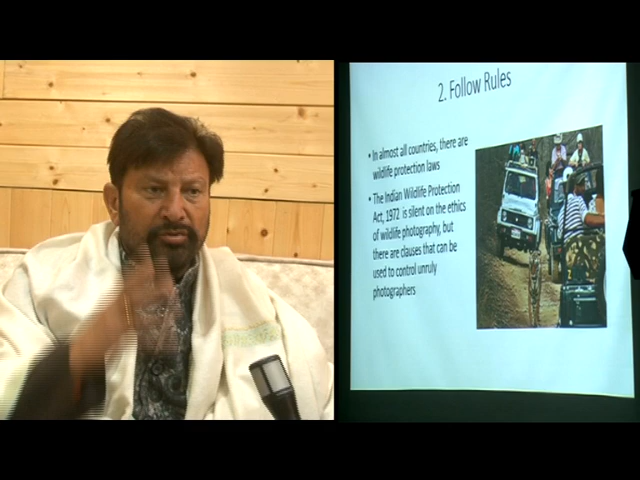 2. Follow Rules
• In almost all countries, there are
wildlife protection laws
• The Indian Wildlife Protection
Act, 1972 is silent on the ethics
of wildlife photography, but
there are clauses that can be
used to control unruly
photographers